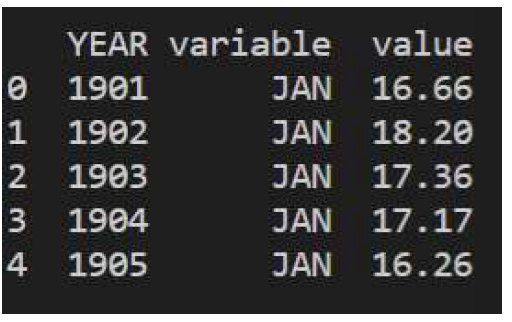 YEAR variable value
0 1901 JAN 16.66
1 1902 JAN 18.20
2 1903 JAN 17.36
3 1904 JAN 17.17
4 1905 JAN 16.26